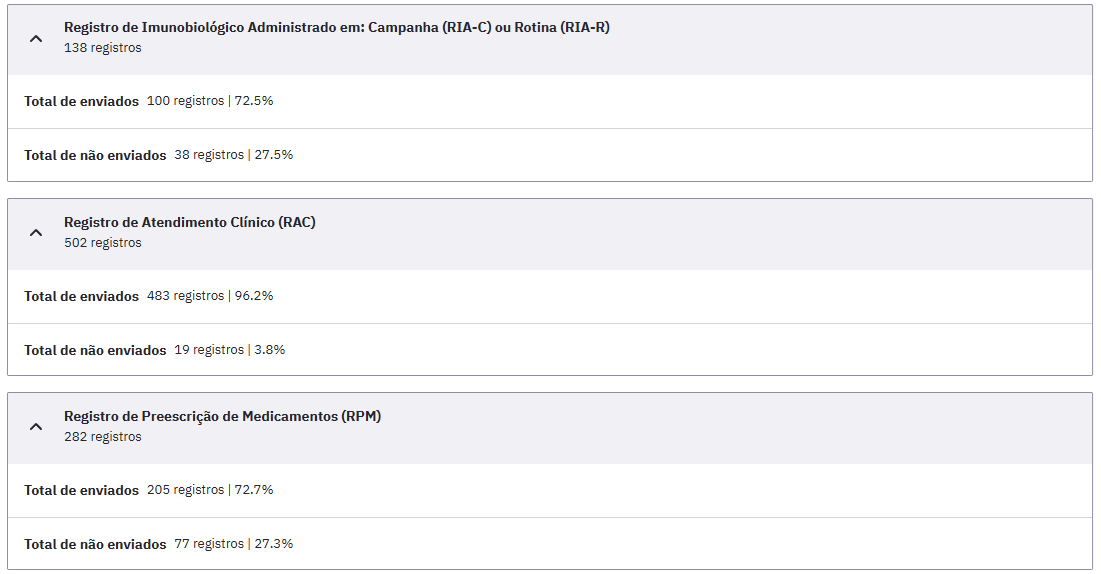 Registro de Imunobiológico Administrado em: Campanha (RIA-C) ou Rotina (RIA-R)
138 registros
Total de enviados 100 registros | 72.5%
Total de não enviados 38 registros | 27.5%
Registro de Atendimento Clínico (RAC)
502 registros
Total de enviados 483 registros | 96.2%
Total de não enviados 19 registros | 3.8%
Registro de Preescrição de Medicamentos (RPM)
282 registros
Total de enviados 205 registros | 72.7%
Total de não enviados 77 registros | 27.3%